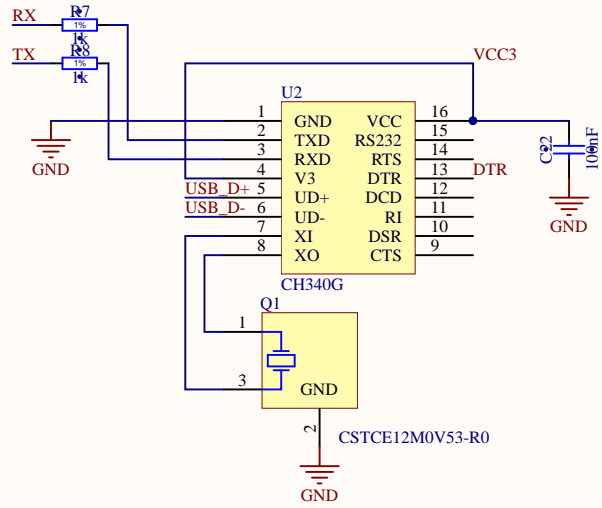 RX
R7
1%
1k
TX
R8
1%
1k
VCC3
U2
1 GND VCC 16
2 TXD RS232 15
3 RXD RTS 14
4 V3 DTR 13 DTR
USB_D+ 5 UD+ DCD 12
USB_D- 6 UD- RI 11
7 XI DSR 10
8 XO CTS 9
CH340G
GND
C22
100nF
GND
Q1
1
3
GND
2
CSTCE12M0V53-R0
GND